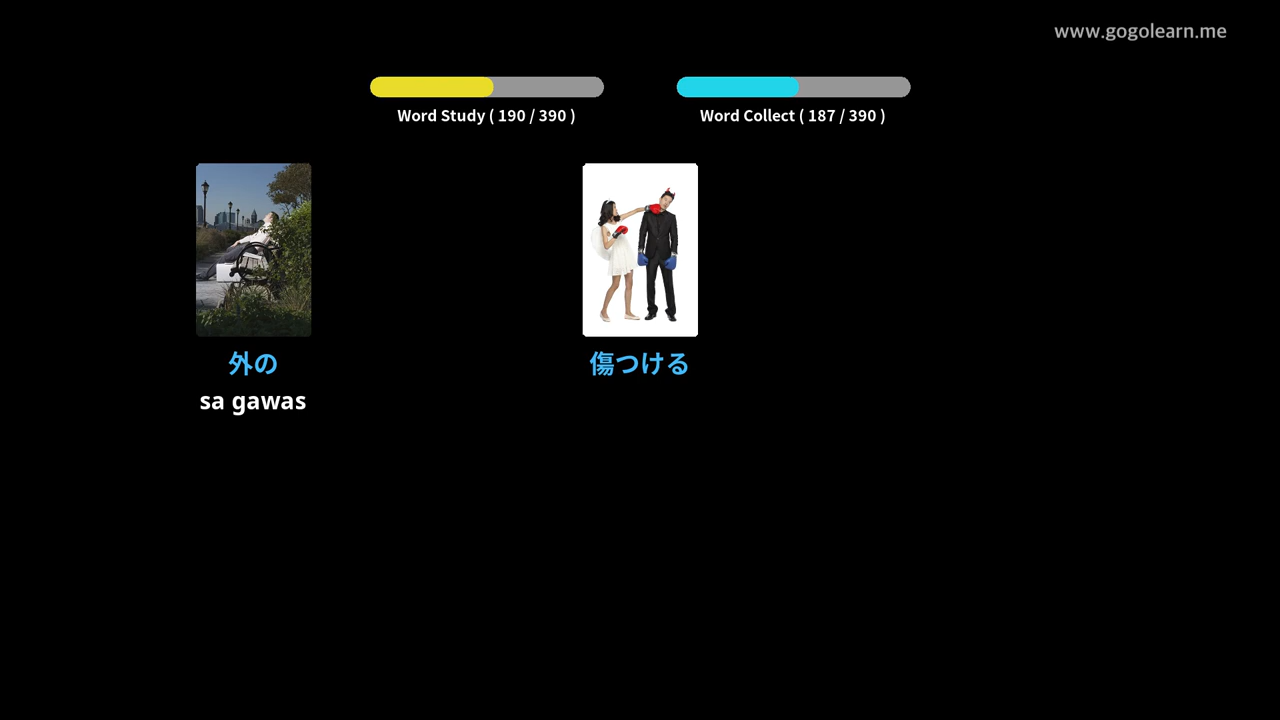 www.gogolearn.me
Word Study ( 190 / 390 )
Word Collect ( 187 / 390 )
外の
傷つける
sa gawas